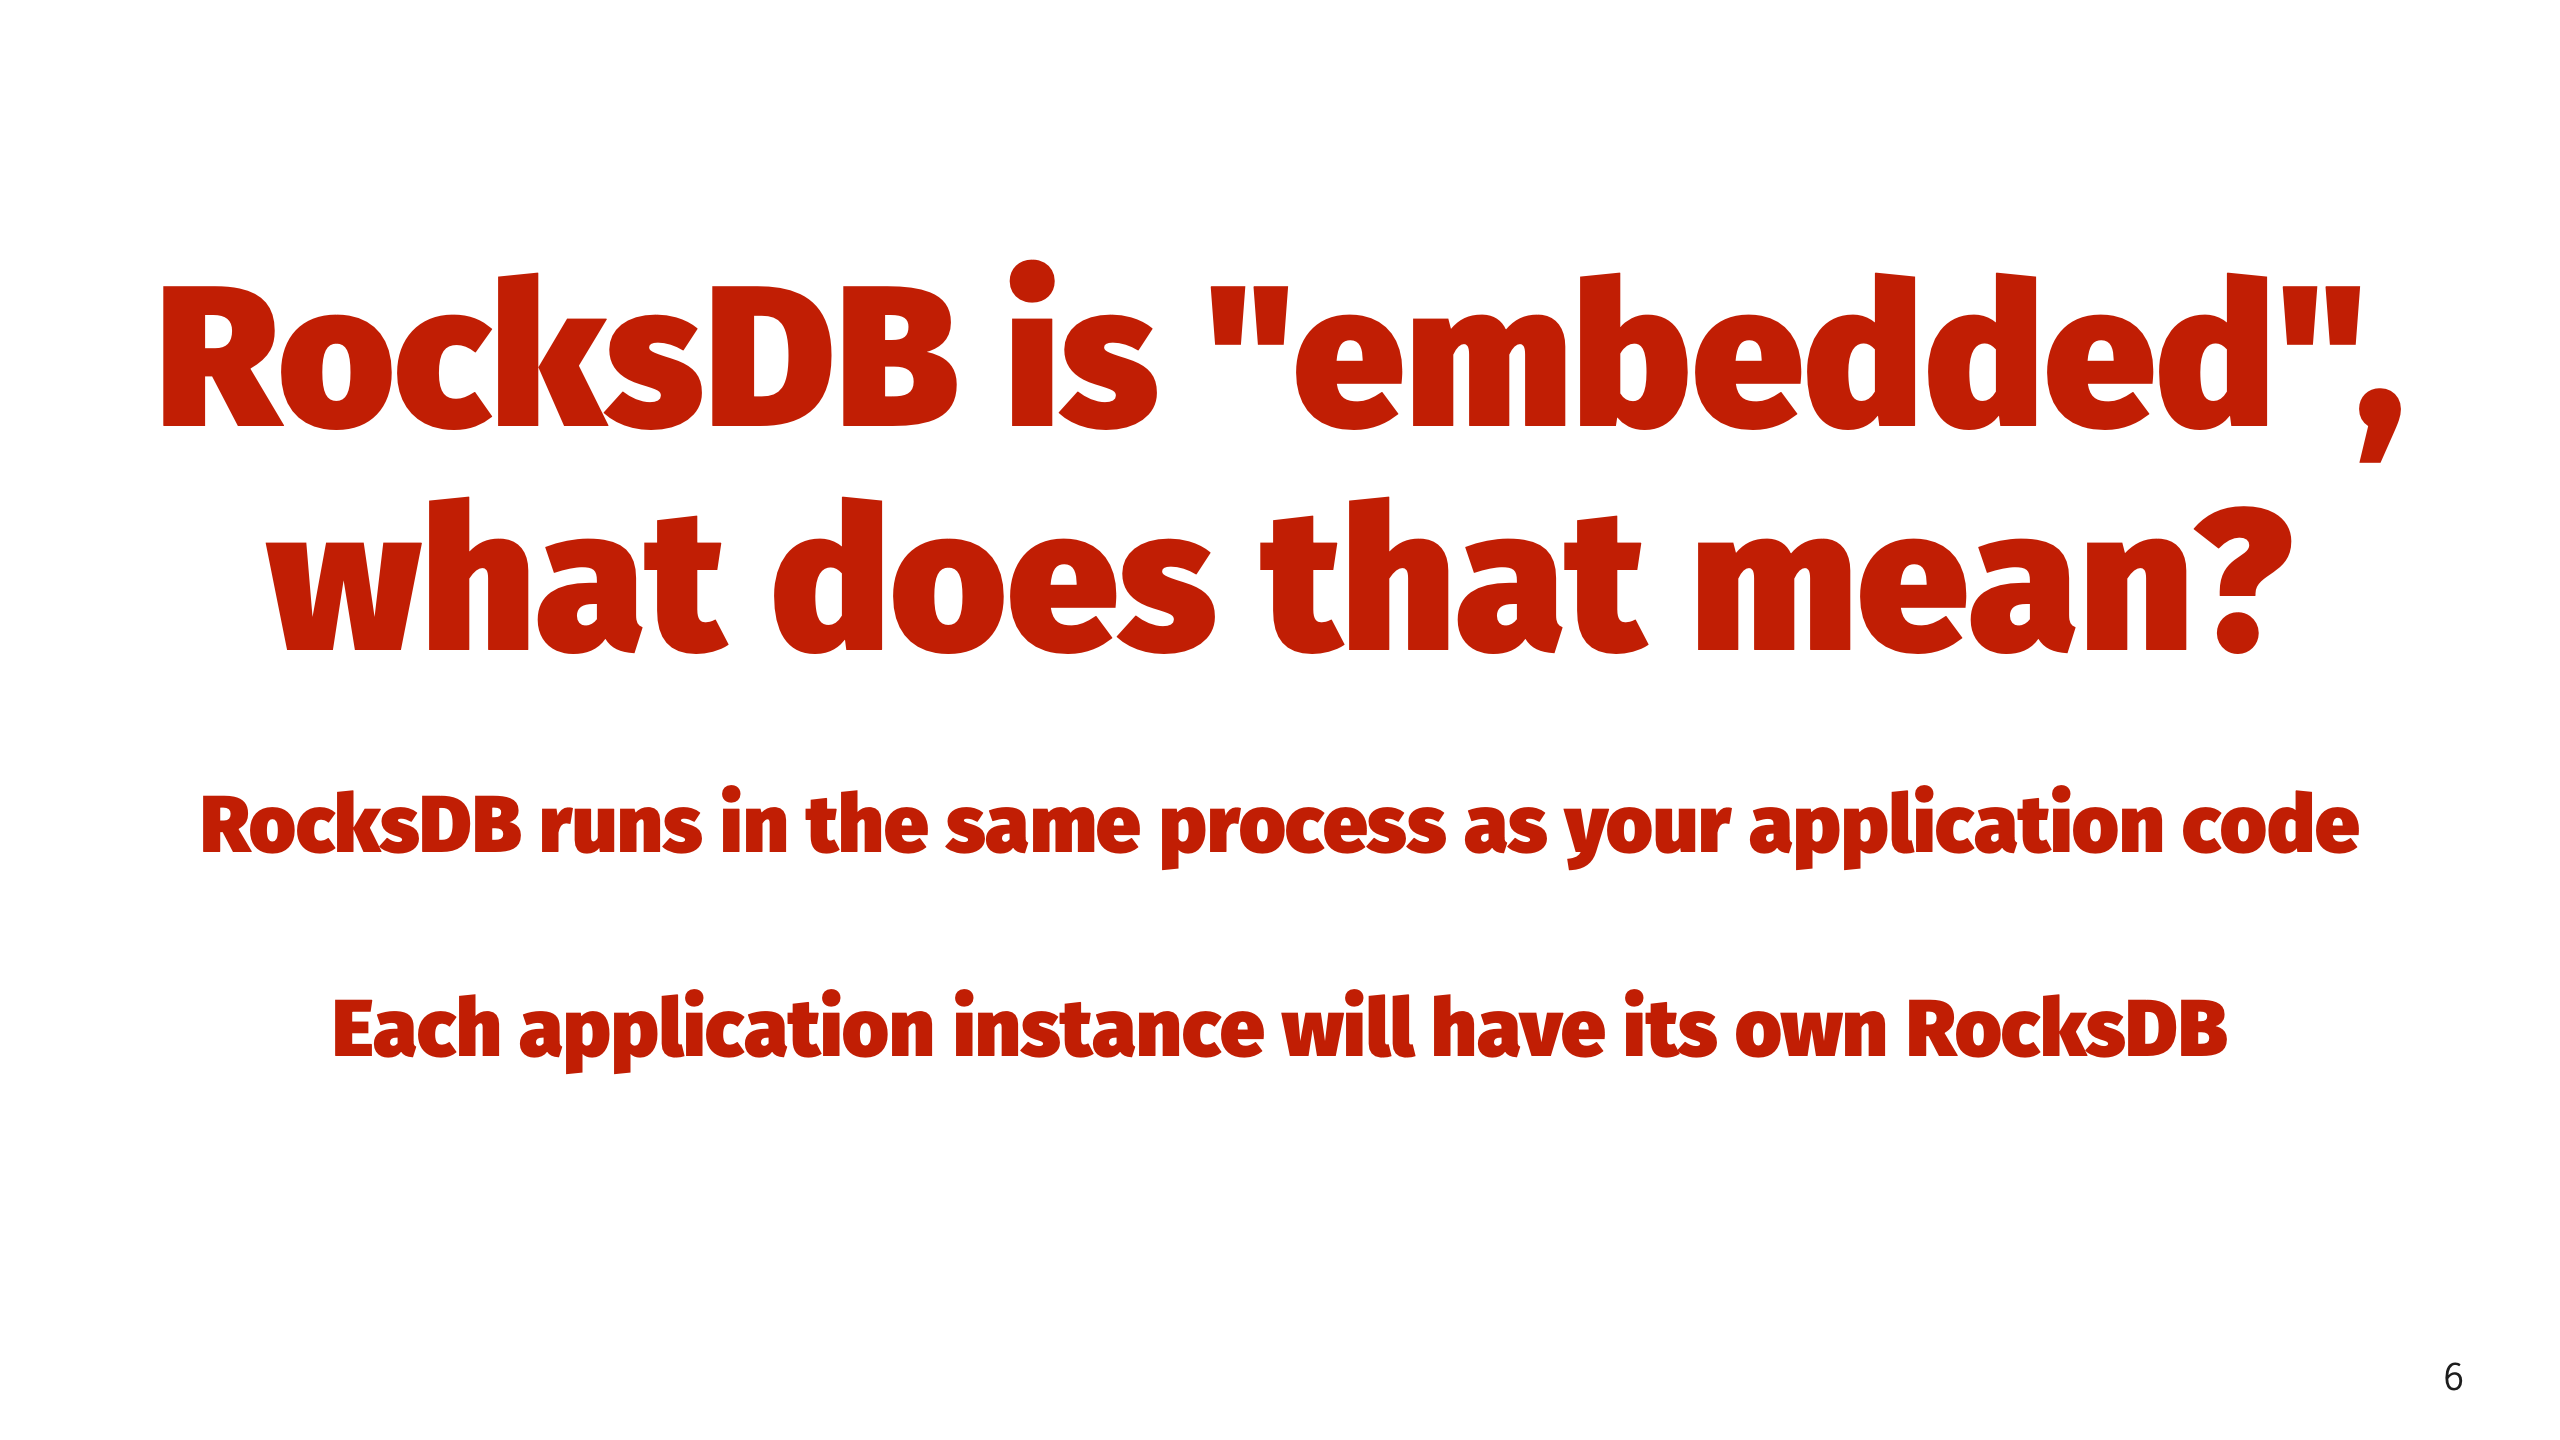 RocksDB is "embedded",
what does that mean?
RocksDB runs in the same process as your application code
Each application instance will have its own RocksDB
6